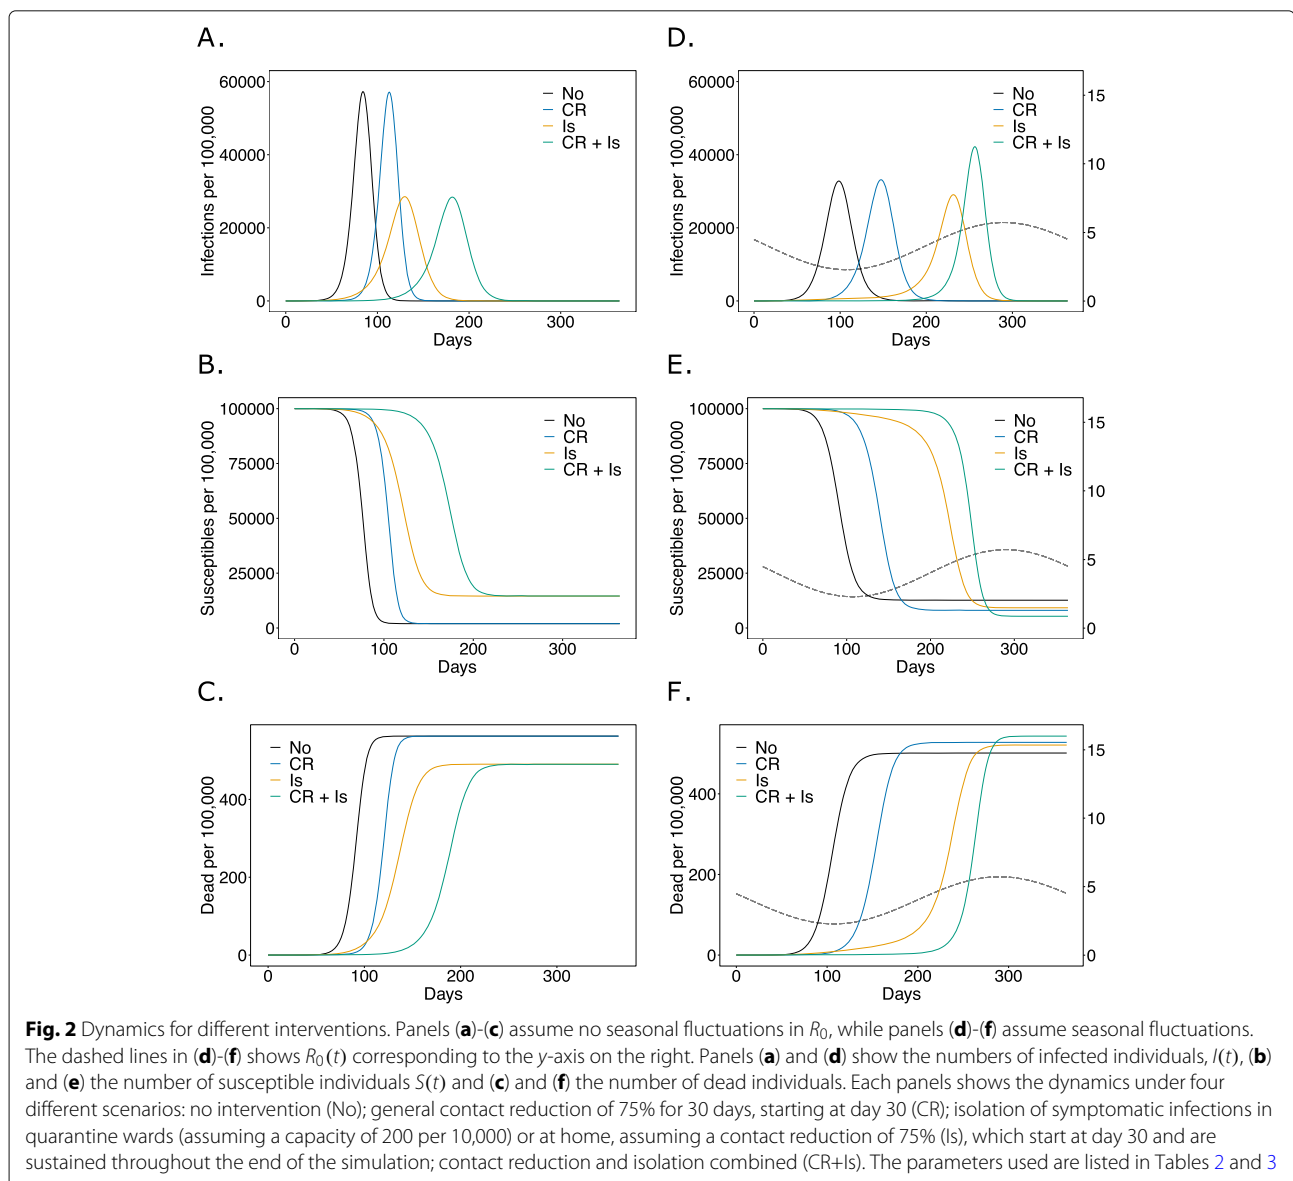 A.
Infections per 100,000
60000
40000
20000
0
0
100
200
300
Days
No
CR
Is
CR + Is
D.
Infections per 100,000
60000
40000
20000
0
0
100
200
300
Days
15
10
5
0
No
CR
Is
CR + Is
B.
Susceptibles per 100,000
100000
75000
50000
25000
0
0
100
200
300
Days
No
CR
Is
CR + Is
E.
Susceptibles per 100,000
100000
75000
50000
25000
0
0
100
200
300
Days
15
10
5
0
No
CR
Is
CR + Is
C.
Dead per 100,000
400
200
0
0
100
200
300
Days
No
CR
Is
CR + Is
F.
Dead per 100,000
400
200
0
0
100
200
300
Days
15
10
5
0
No
CR
Is
CR + Is
Fig. 2 Dynamics for different interventions. Panels (a)-(c) assume no seasonal fluctuations in R0, while panels (d)-(f) assume seasonal fluctuations.
The dashed lines in (d)-(f) shows R0(t) corresponding to the y-axis on the right. Panels (a) and (d) show the numbers of infected individuals, I(t), (b)
and (e) the number of susceptible individuals S(t) and (c) and (f) the number of dead individuals. Each panels shows the dynamics under four
different scenarios: no intervention (No); general contact reduction of 75% for 30 days, starting at day 30 (CR); isolation of symptomatic infections in
quarantine wards (assuming a capacity of 200 per 10,000) or at home, assuming a contact reduction of 75% (Is), which start at day 30 and are
sustained throughout the end of the simulation; contact reduction and isolation combined (CR+Is). The parameters used are listed in Tables 2 and 3